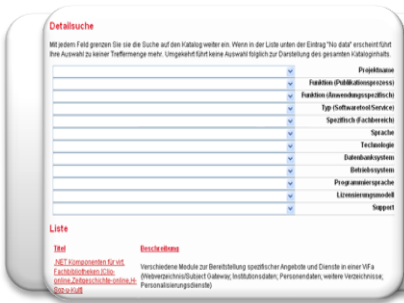 Detailsuche
Mit jedem Feld grenzen Sie sie die Suche auf den Katalog weiter ein. Wenn in der Liste unten der Eintrag "No data" erscheint führt
Ihre Auswahl zu keiner Treffermenge mehr. Umgekehrt führt keine Auswahl folglich zur Darstellung des gesamten Kataloginhalts.
Projektname
Funktion (Publikationsprozess)
Funktion (Anwendungsspezifisch)
Typ (Softwaretool/Service)
Spezifisch (Fachbereich)
Sprache
Technologie
Datenbanksystem
Betriebssystem
Programmiersprache
Lizensierungsmodell
Support
Liste
Titel Beschreibung
.NET Komponenten für virt.
Fachbibliotheken (Clio-
online,Zeitgeschichte-online,H-
Soz-u-Kult)
Verschiedene Module zur Bereitstellung spezifischer Angebote und Dienste in einer ViFa
(Webverzeichnis/Subject Gateway, Institutionsdaten; Personendaten; weitere Verzeichnisse;
Personalisierungsdienste)